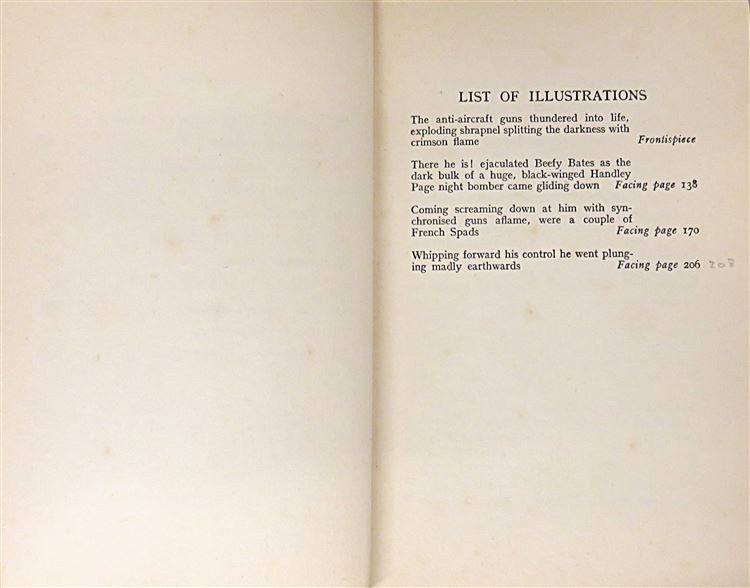 LIST OF ILLUSTRATIONS
The anti-aircraft guns thundered into life,
exploding shrapnel splitting the darkness with
crimson flame Frontispiece
There he is! ejaculated Beefy Bates as the
dark bulk of a huge, black-winged Handley
Page night bomber came gliding down Facing page 138
Coming screaming down at him with syn-
chronised guns aflame, were a couple of
French Spads Facing page 170
Whipping forward his control he went plung-
ing madly earthwards Facing page 206 208